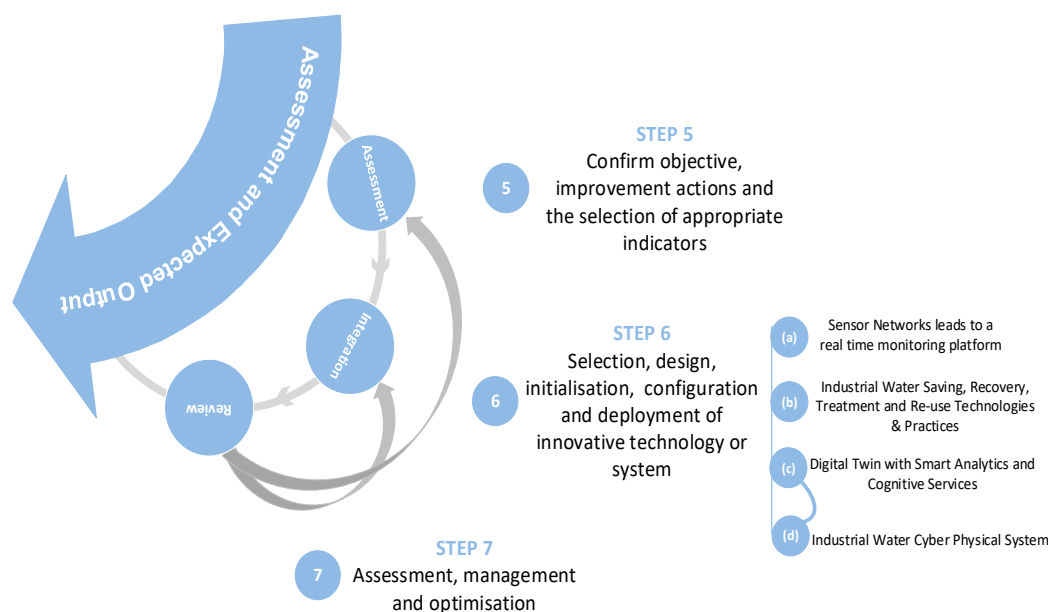 Assessment and Expected Output
Assessment
Integration
Review
5
STEP 5
Confirm objective,
improvement actions and
the selection of appropriate
indicators
6
STEP 6
Selection, design,
initialisation, configuration
and deployment of
innovative technology or
system
(a)
Sensor Networks leads to a
real time monitoring platform
(b)
Industrial Water Saving, Recovery,
Treatment and Re-use Technologies
& Practices
(c)
Digital Twin with Smart Analytics and
Cognitive Services
(d)
Industrial Water Cyber Physical System
7
STEP 7
Assessment, management
and optimisation